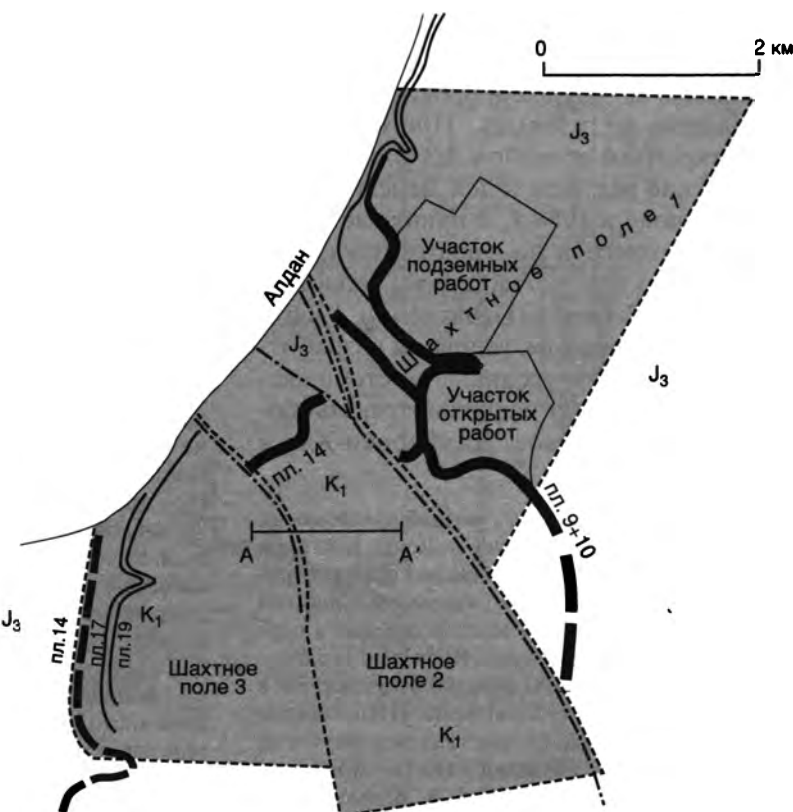 0 2 км
J₃
Участок
подземных
работ
Шахтное поле 1
Алдан
J₃
J₃
Участок
открытых
работ
пл. 14
K₁
пл. 9+10
A A′
J₃
пл.14
пл.17
пл.19
K₁
Шахтное
поле 3
Шахтное
поле 2
K₁